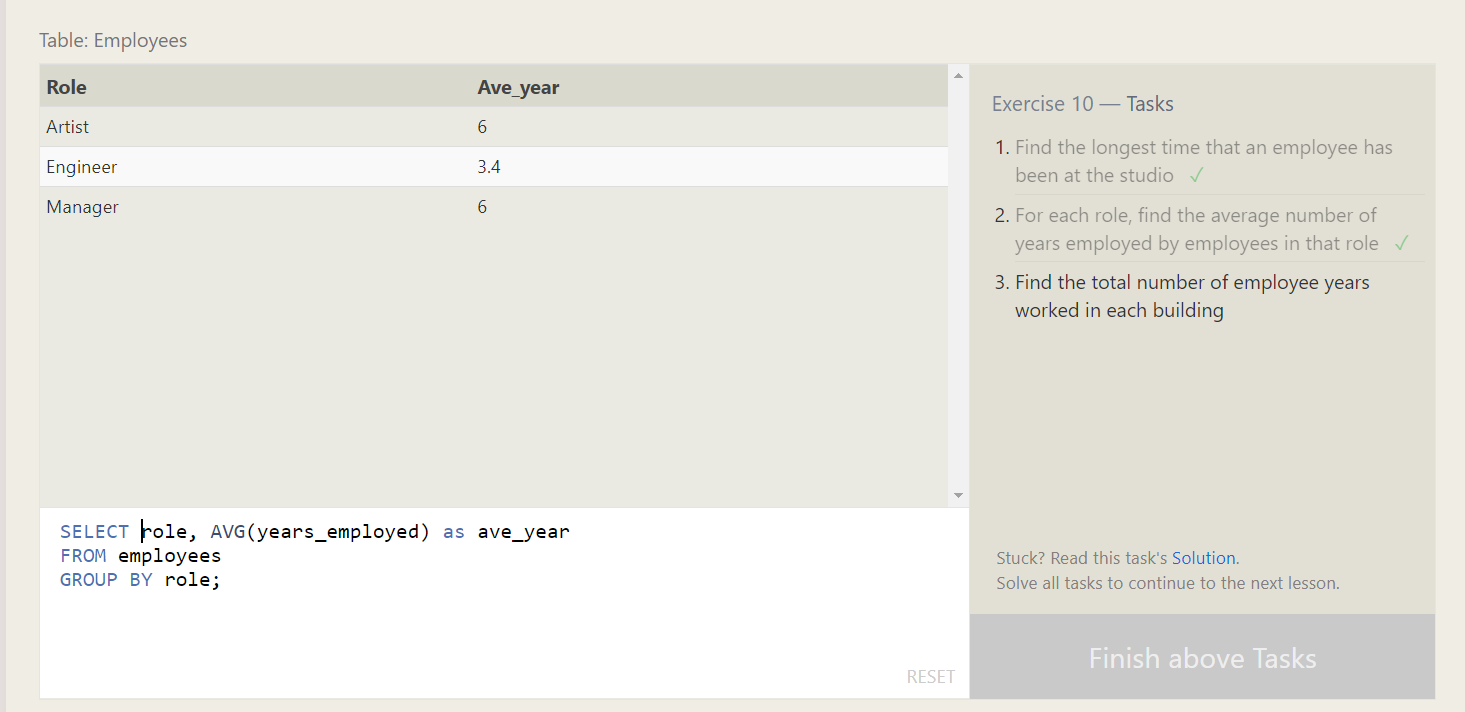 Table: Employees
Role Ave_year
Artist 6
Engineer 3.4
Manager 6
SELECT role, AVG(years_employed) as ave_year
FROM employees
GROUP BY role;
RESET
Exercise 10 — Tasks
1. Find the longest time that an employee has
been at the studio ✓
2. For each role, find the average number of
years employed by employees in that role ✓
3. Find the total number of employee years
worked in each building
Stuck? Read this task's Solution.
Solve all tasks to continue to the next lesson.
Finish above Tasks